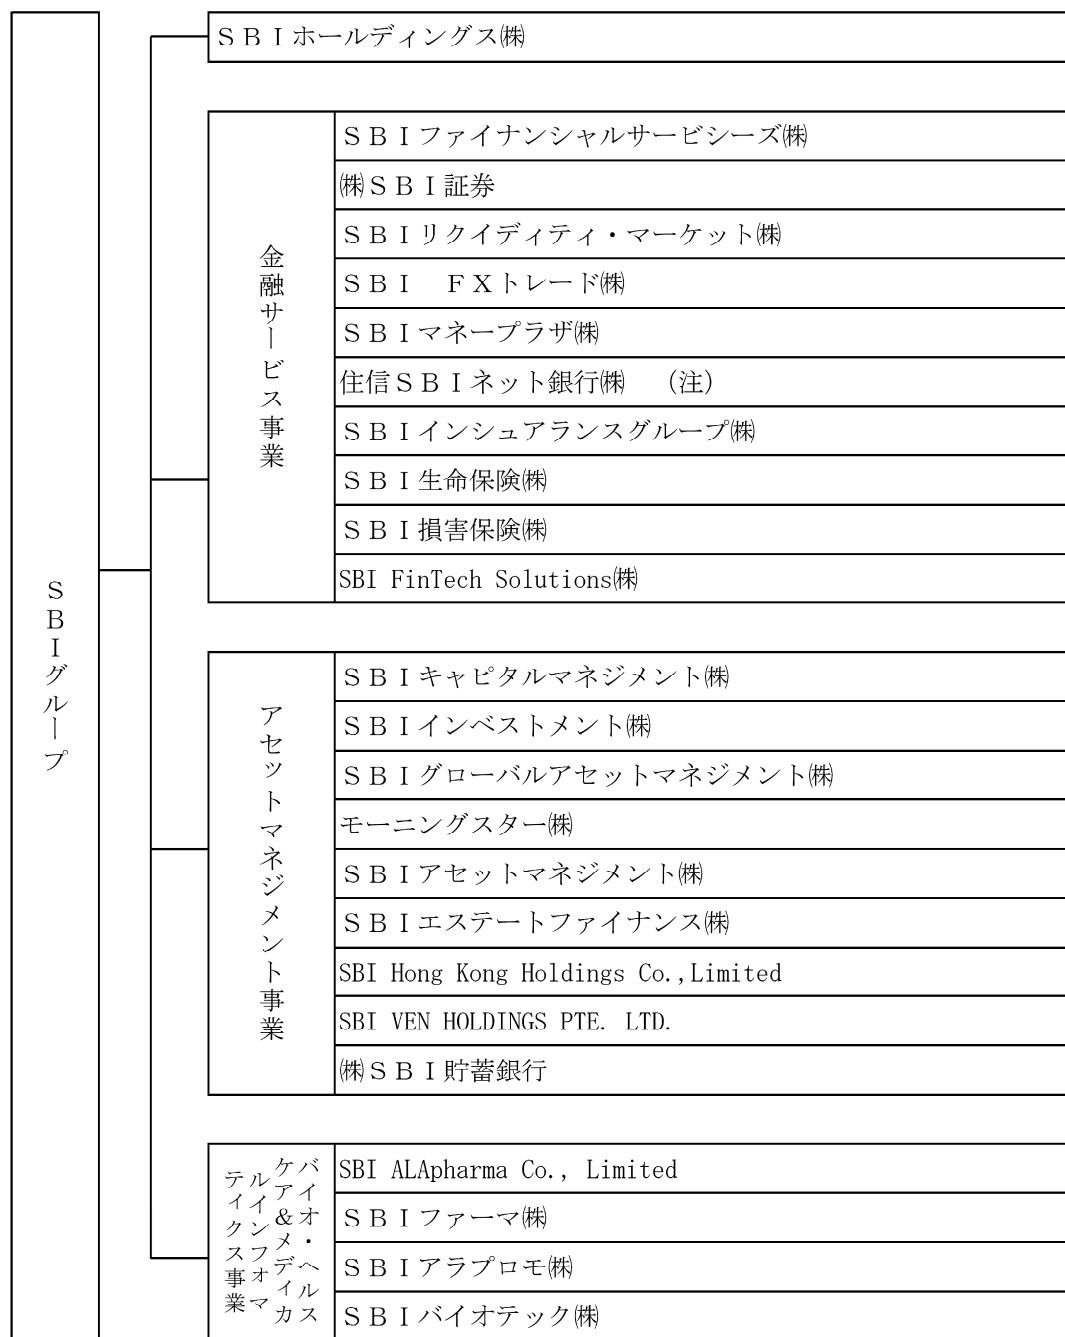 ＳＢＩグループ
ＳＢＩホールディングス㈱
金融サービス事業
ＳＢＩファイナンシャルサービシーズ㈱
㈱ＳＢＩ証券
ＳＢＩリクイディティ・マーケット㈱
ＳＢＩ　ＦＸトレード㈱
ＳＢＩマネープラザ㈱
住信ＳＢＩネット銀行㈱　（注）
ＳＢＩインシュアランスグループ㈱
ＳＢＩ生命保険㈱
ＳＢＩ損害保険㈱
SBI FinTech Solutions㈱
アセットマネジメント事業
ＳＢＩキャピタルマネジメント㈱
ＳＢＩインベストメント㈱
ＳＢＩグローバルアセットマネジメント㈱
モーニングスター㈱
ＳＢＩアセットマネジメント㈱
ＳＢＩエステートファイナンス㈱
SBI Hong Kong Holdings Co.,Limited
SBI VEN HOLDINGS PTE. LTD.
㈱ＳＢＩ貯蓄銀行
バイオ・ヘルス
ケア＆メディカ
ルインフォマ
ティクス事業
SBI ALApharma Co., Limited
ＳＢＩファーマ㈱
ＳＢＩアラプロモ㈱
ＳＢＩバイオテック㈱